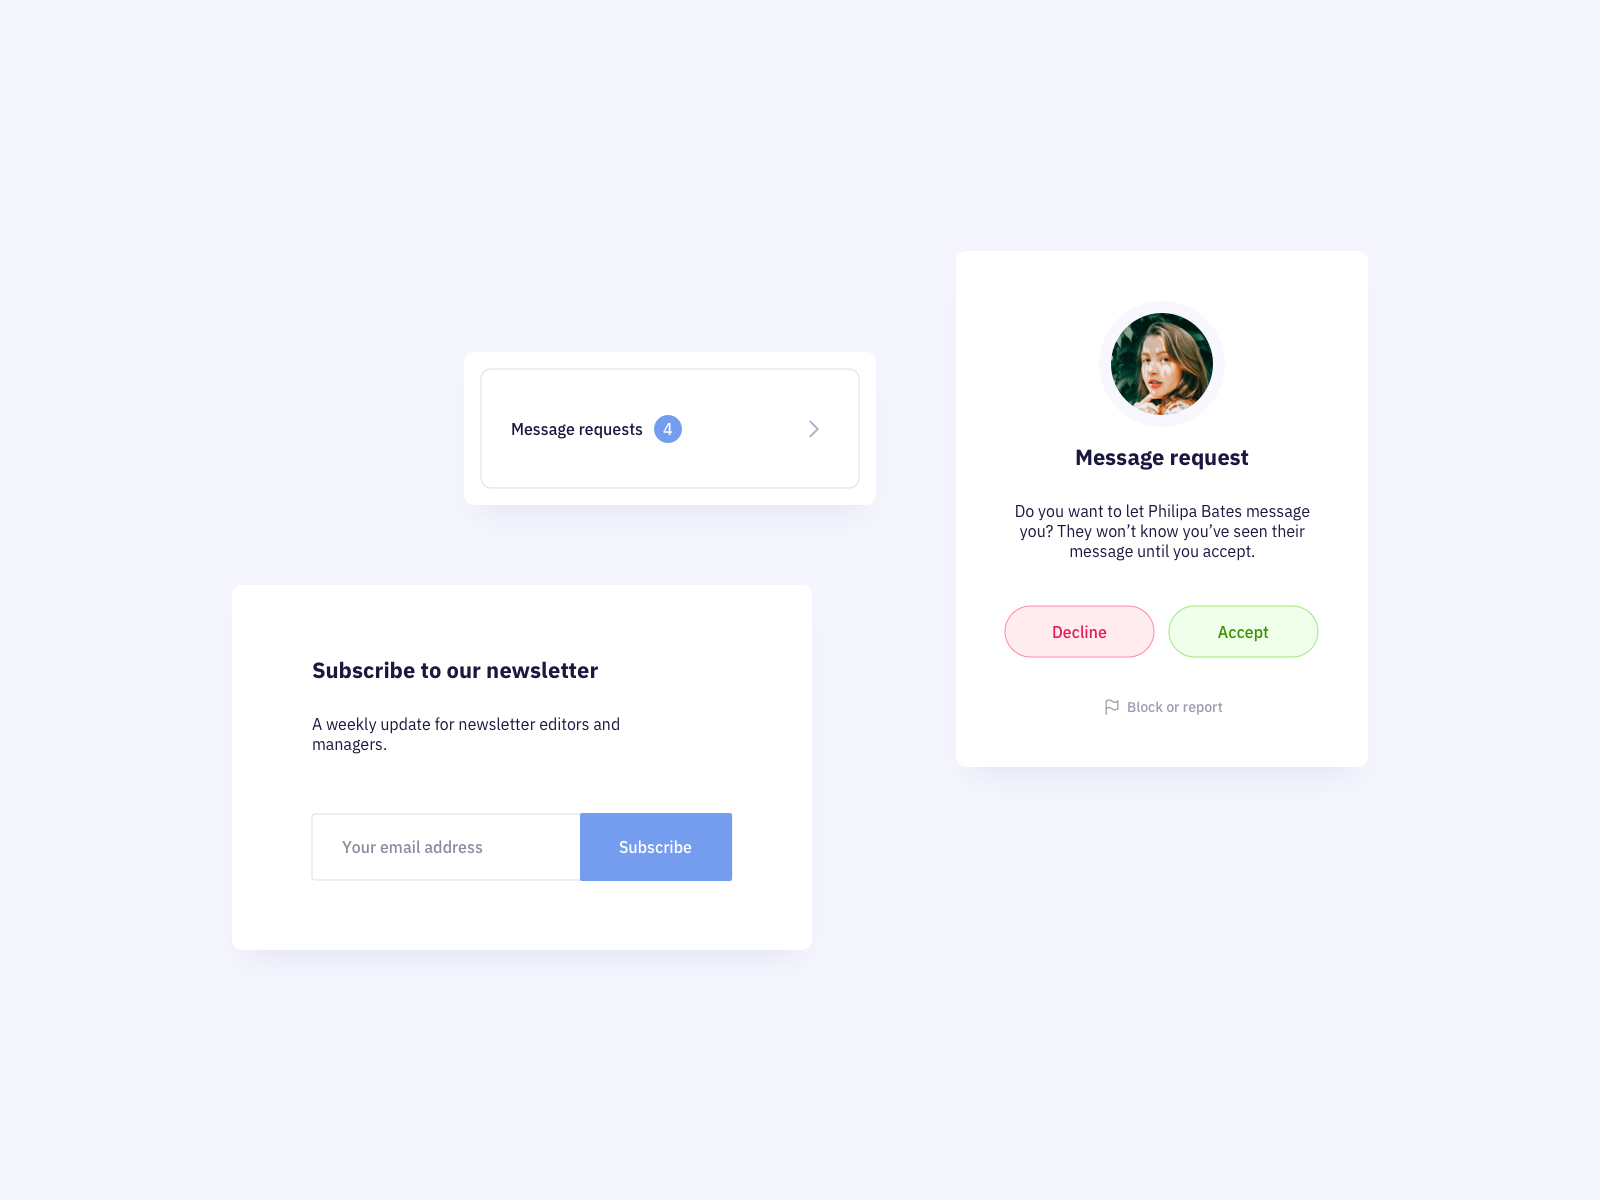 Message requests 4
Message request
Do you want to let Philipa Bates message
you? They won’t know you’ve seen their
message until you accept.
Decline
Accept
Block or report
Subscribe to our newsletter
A weekly update for newsletter editors and
managers.
Your email address
Subscribe